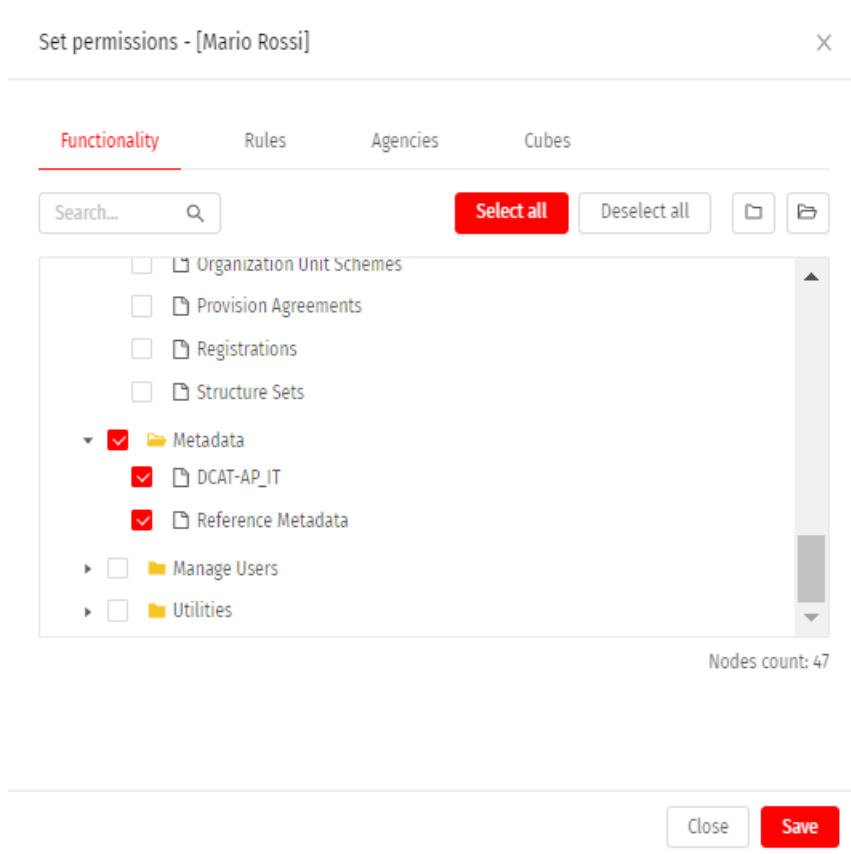 Set permissions - [Mario Rossi]
Functionality Rules Agencies Cubes
Search... Select all Deselect all
Organization Unit Schemes
Provision Agreements
Registrations
Structure Sets
Metadata
DCAT-AP_IT
Reference Metadata
Manage Users
Utilities
Nodes count: 47
Close Save